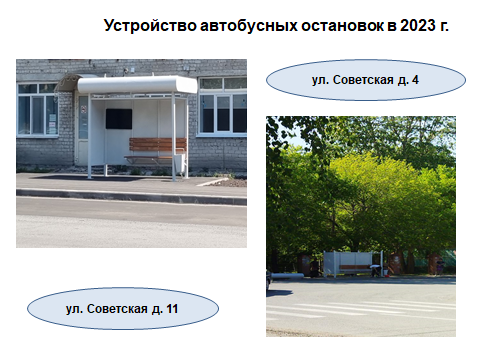 Устройство автобусных остановок в 2023 г.
ул. Советская д. 4
ул. Советская д. 11